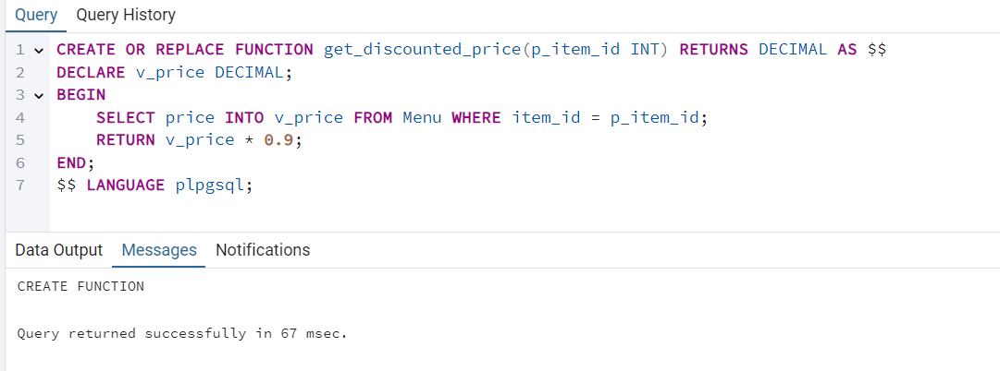 Query Query History
1 CREATE OR REPLACE FUNCTION get_discounted_price(p_item_id INT) RETURNS DECIMAL AS $$
2 DECLARE v_price DECIMAL;
3 BEGIN
4 SELECT price INTO v_price FROM Menu WHERE item_id = p_item_id;
5 RETURN v_price * 0.9;
6 END;
7 $$ LANGUAGE plpgsql;
Data Output Messages Notifications
CREATE FUNCTION
Query returned successfully in 67 msec.